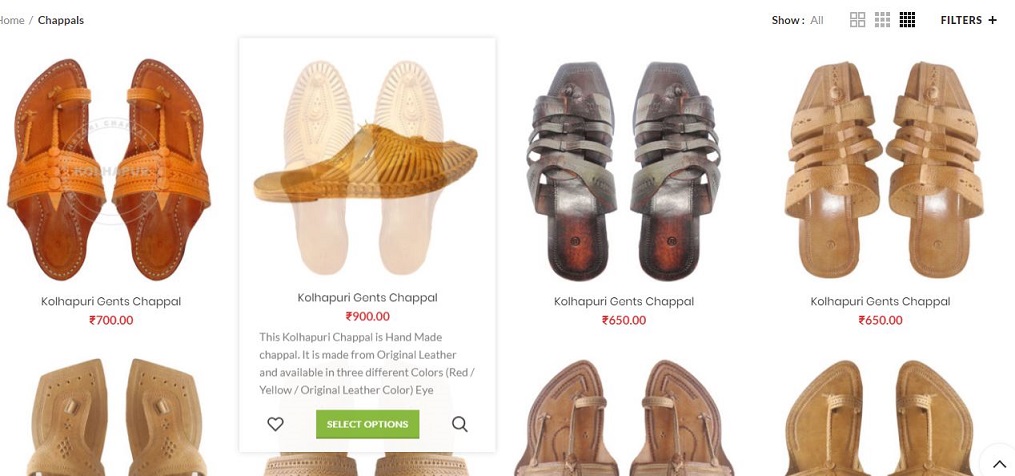 Home / Chappals
Show : All
FILTERS +
KOLHAPUR
Kolhapuri Gents Chappal
₹700.00
Kolhapuri Gents Chappal
₹900.00
This Kolhapuri Chappal is Hand Made
chappal. It is made from Original Leather
and available in three different Colors (Red /
Yellow / Original Leather Color) Eye
SELECT OPTIONS
Kolhapuri Gents Chappal
₹650.00
Kolhapuri Gents Chappal
₹650.00